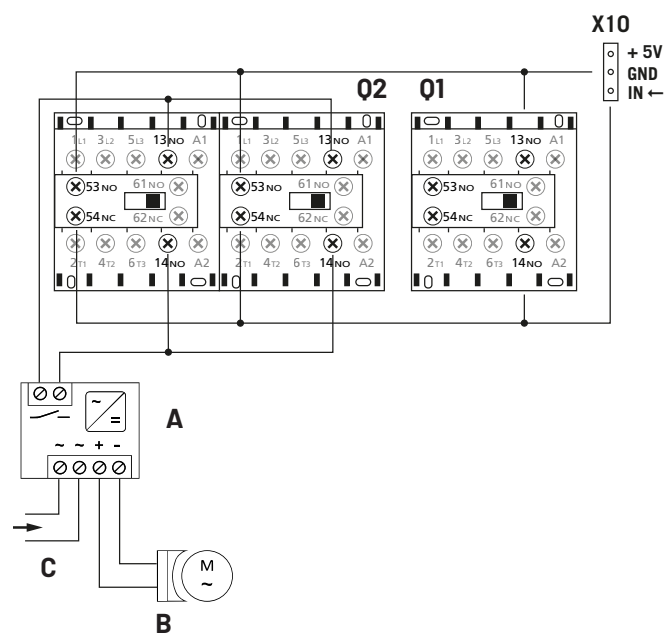 X10
+ 5V
GND
IN ←
Q2 Q1
1L1 3L2 5L3 13NO A1 1L1 3L2 5L3 13NO A1 1L1 3L2 5L3 13NO A1
53NO 61NO 53NO 61NO 53NO 61NO
54NC 62NC 54NC 62NC 54NC 62NC
2T1 4T2 6T3 14NO A2 2T1 4T2 6T3 14NO A2 2T1 4T2 6T3 14NO A2
~
=
A
~ ~ + -
C
M
~
B